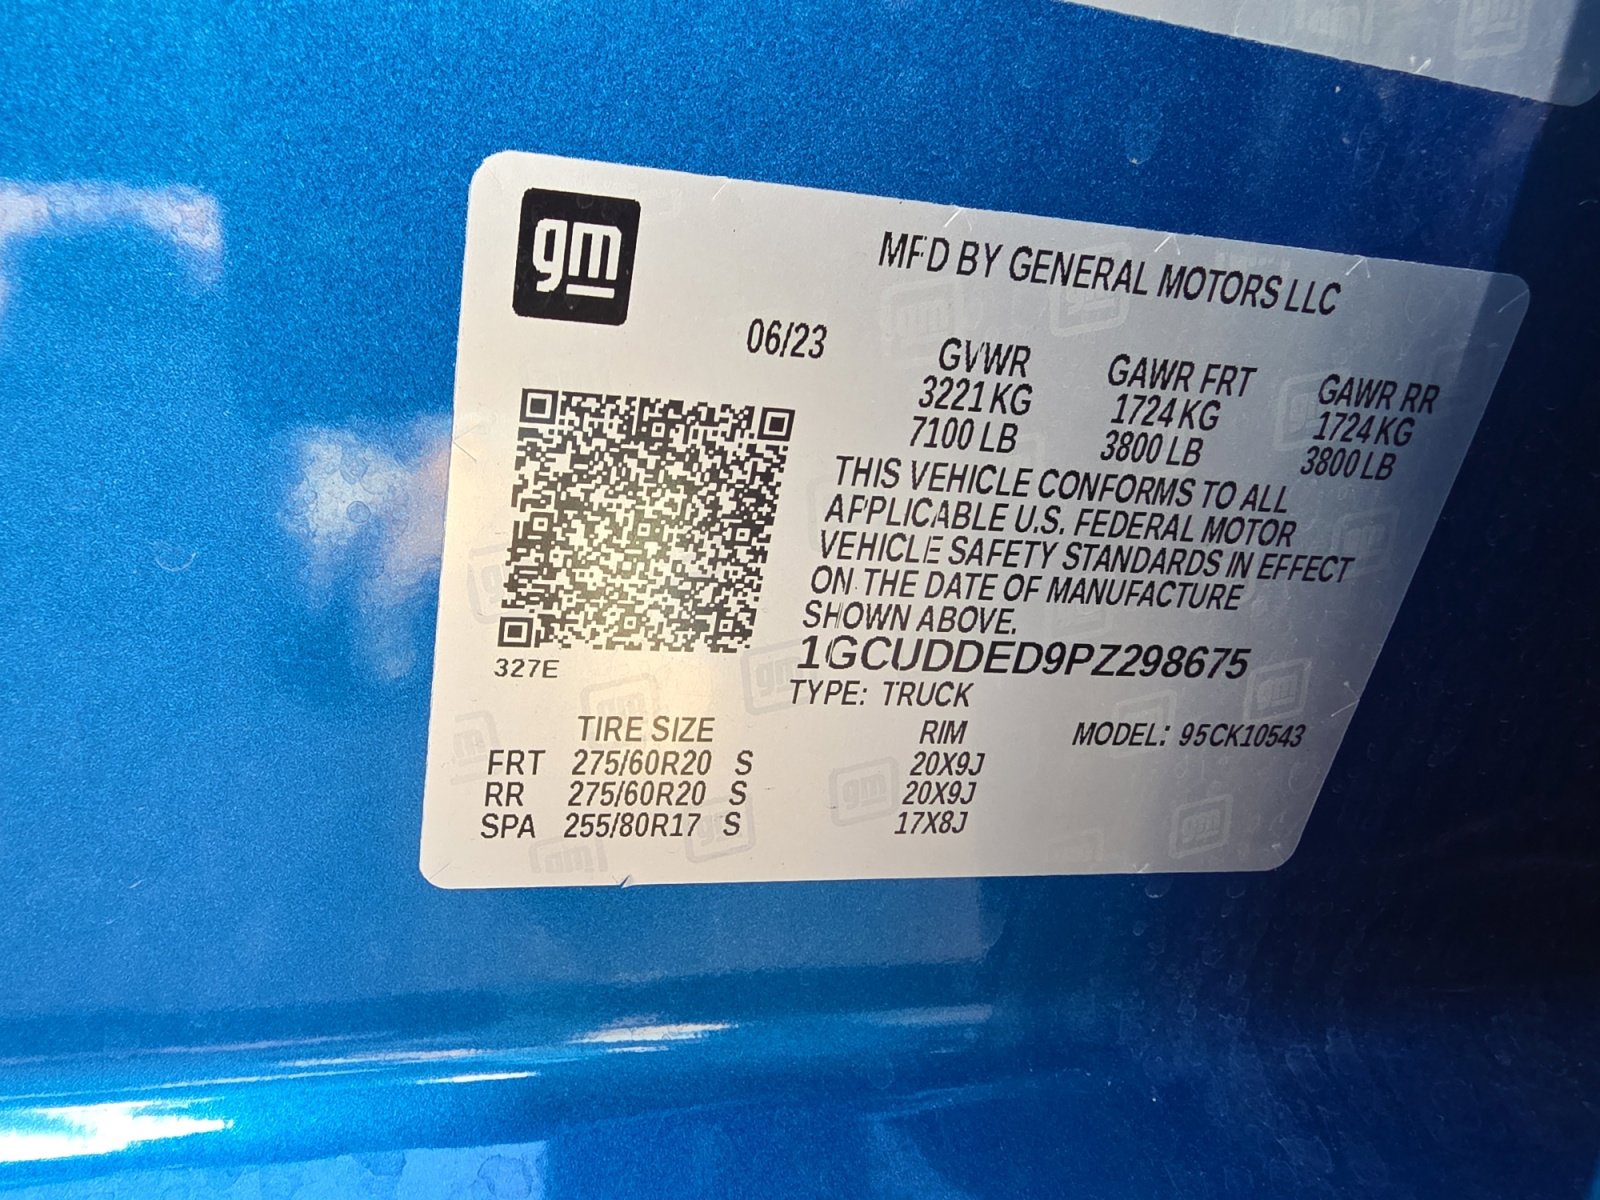 gm
MFD BY GENERAL MOTORS LLC
06/23
GVWR GAWR FRT GAWR RR
3221 KG 1724 KG 1724 KG
7100 LB 3800 LB 3800 LB
THIS VEHICLE CONFORMS TO ALL
APPLICABLE U.S. FEDERAL MOTOR
VEHICLE SAFETY STANDARDS IN EFFECT
ON THE DATE OF MANUFACTURE
SHOWN ABOVE.
1GCUDDED9PZ298675
327E
TYPE: TRUCK
TIRE SIZE RIM MODEL: 95CK10543
FRT 275/60R20 S 20X9J
RR 275/60R20 S 20X9J
SPA 255/80R17 S 17X8J